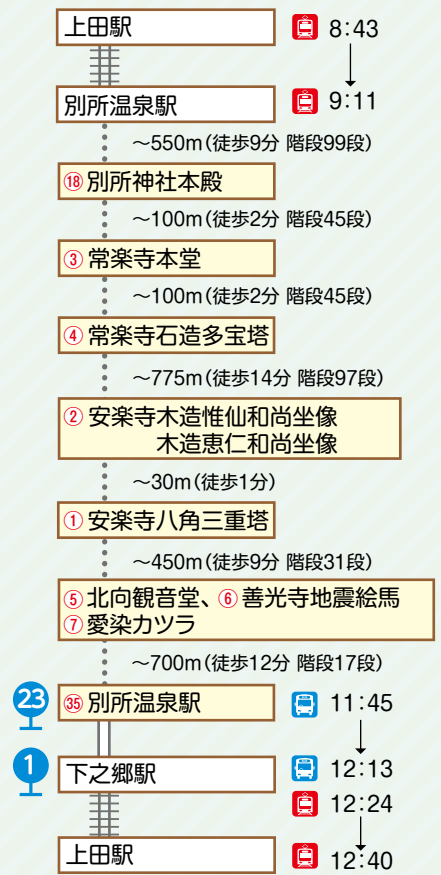 上田駅 8:43
別所温泉駅 9:11
～550m(徒歩9分 階段99段)
⑱別所神社本殿
～100m(徒歩2分 階段45段)
③常楽寺本堂
～100m(徒歩2分 階段45段)
④常楽寺石造多宝塔
～775m(徒歩14分 階段97段)
②安楽寺木造惟仙和尚坐像
木造恵仁和尚坐像
～30m(徒歩1分)
①安楽寺八角三重塔
～450m(徒歩9分 階段31段)
⑤北向観音堂、⑥善光寺地震絵馬
⑦愛染カツラ
～700m(徒歩12分 階段17段)
23 ㉟別所温泉駅 11:45
1 下之郷駅 12:13
12:24
上田駅 12:40